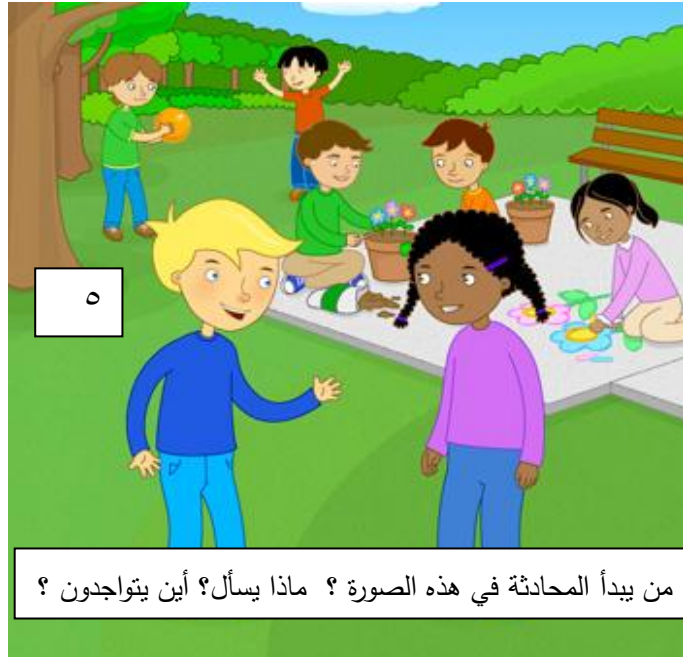 ٥
من يبدأ المحادثة في هذه الصورة ؟ ماذا يسأل؟ أين يتواجدون ؟